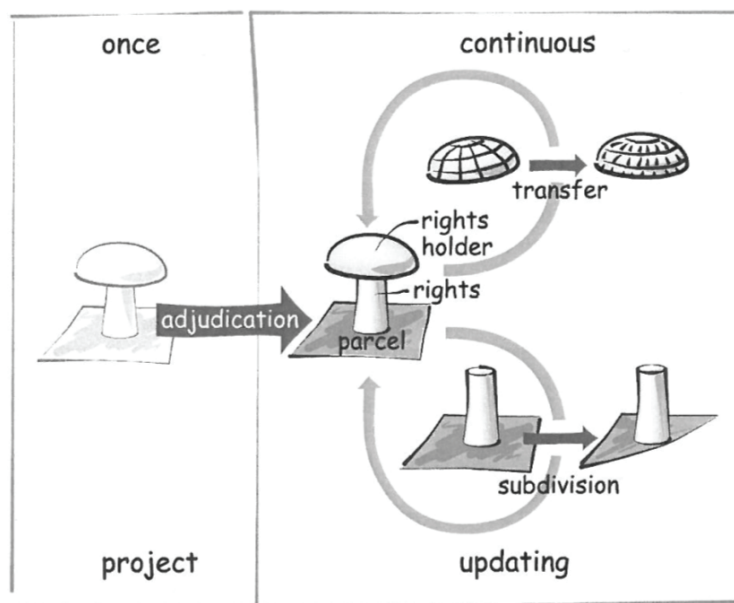 once
continuous
transfer
rights
holder
rights
adjudication
parcel
subdivision
project
updating